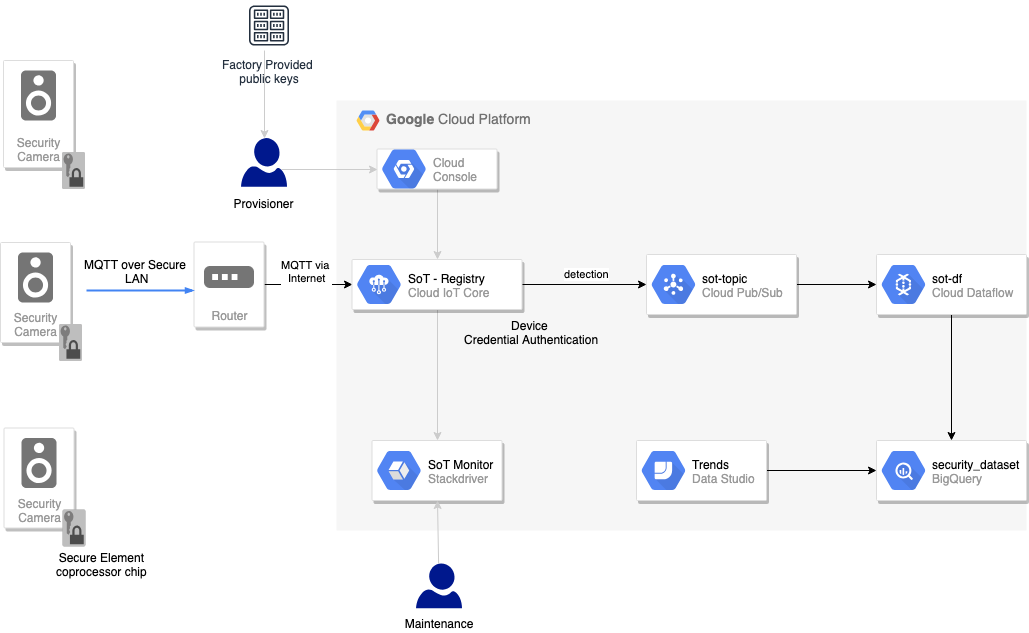 Factory Provided
public keys
Security
Camera
Google Cloud Platform
Cloud
Console
Provisioner
MQTT over Secure
LAN
MQTT via
Internet
Security
Camera
Router
SoT - Registry
Cloud IoT Core
detection
sot-topic
Cloud Pub/Sub
sot-df
Cloud Dataflow
Device
Credential Authentication
Security
Camera
SoT Monitor
Stackdriver
Trends
Data Studio
security_dataset
BigQuery
Secure Element
coprocessor chip
Maintenance